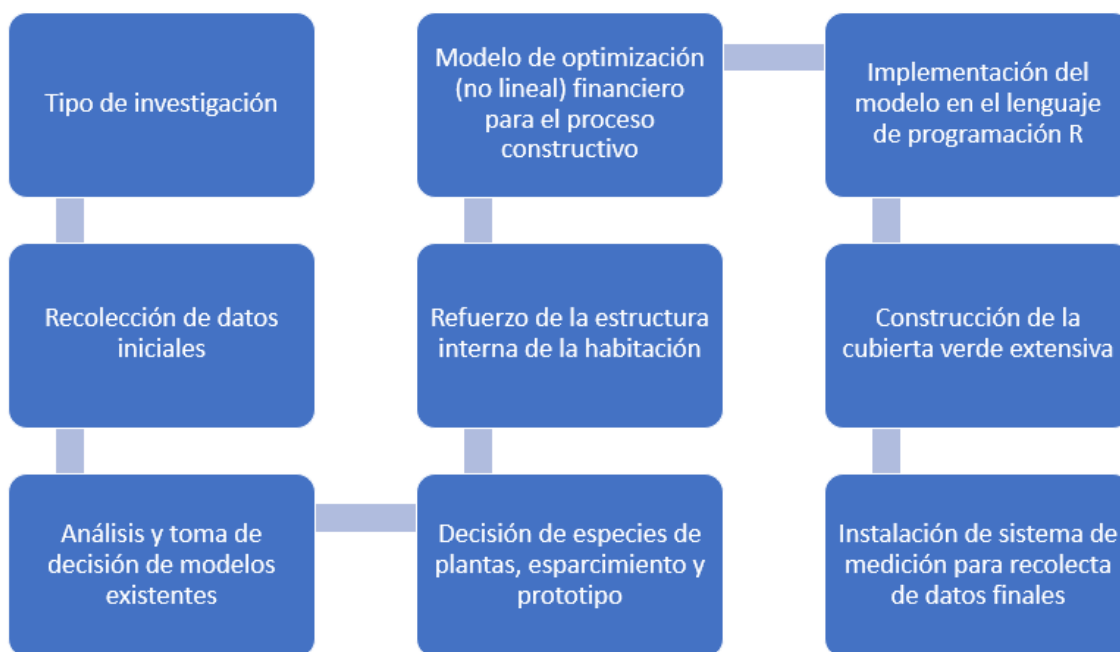 Tipo de investigación
Recolección de datos
iniciales
Análisis y toma de
decisión de modelos
existentes
Decisión de especies de
plantas, esparcimiento y
prototipo
Refuerzo de la estructura
interna de la habitación
Modelo de optimización
(no lineal) financiero
para el proceso
constructivo
Implementación del
modelo en el lenguaje
de programación R
Construcción de la
cubierta verde extensiva
Instalación de sistema de
medición para recolecta
de datos finales